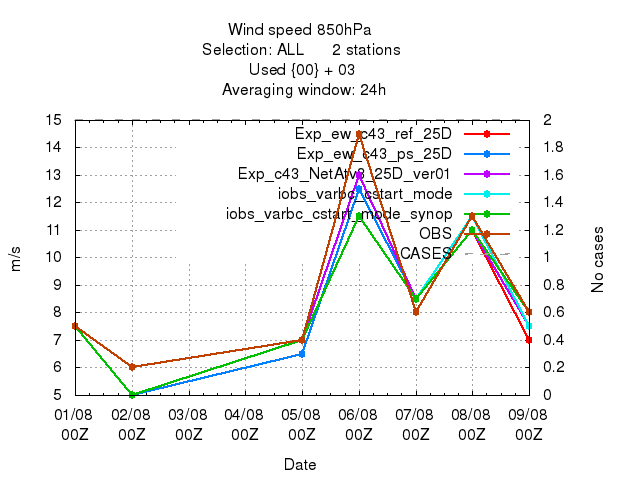 Wind speed 850hPa
Selection: ALL 2 stations
Used {00} + 03
Averaging window: 24h
15 2
Exp_ew_c43_ref_25D
14 1.8
Exp_ew_c43_ps_25D
Exp_c43_NetAtv3_25D_ver01
13 1.6
iobs_varbc_cstart_mode
12 1.4
iobs_varbc_cstart_mode_synop
11 1.2
OBS
10 1
CASES
9 0.8
8 0.6
7 0.4
6 0.2
5 0
m/s
No cases
01/08 02/08 03/08 04/08 05/08 06/08 07/08 08/08 09/08
00Z 00Z 00Z 00Z 00Z 00Z 00Z 00Z 00Z
Date